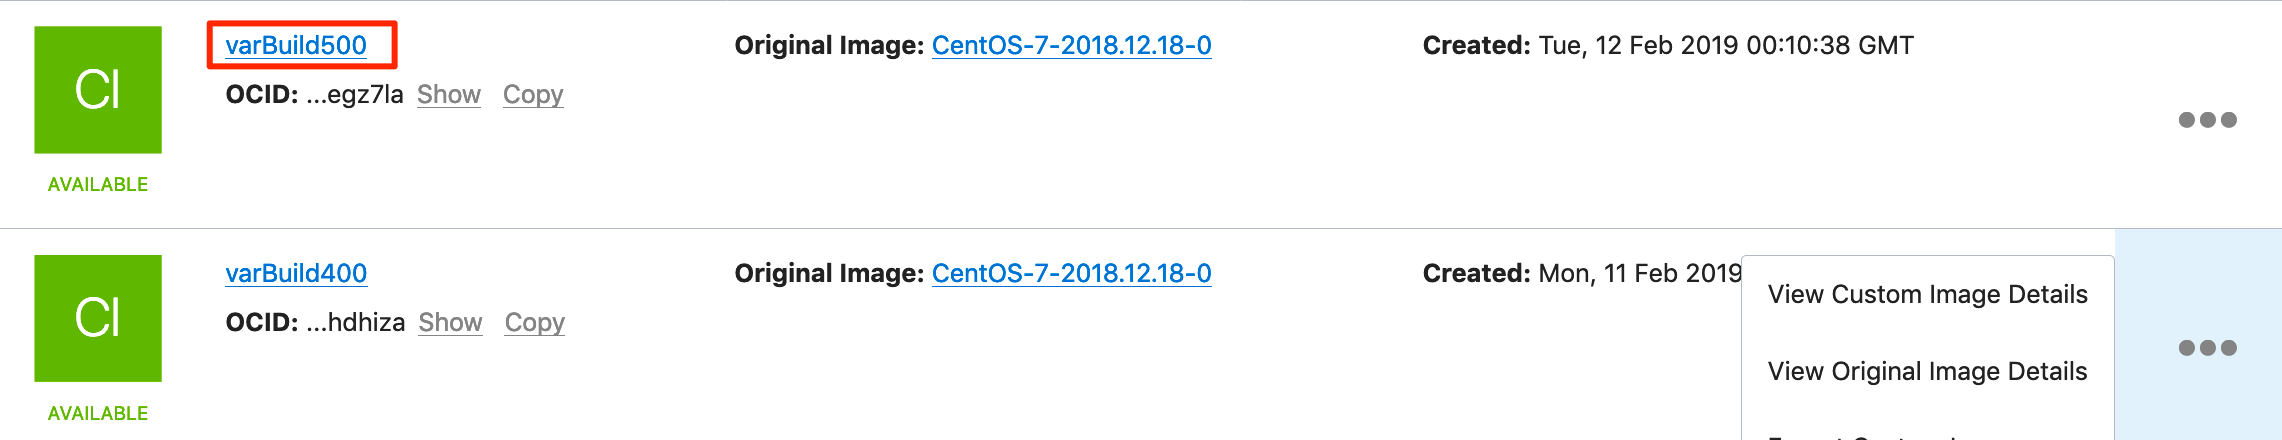 CI
varBuild500
Original Image: CentOS-7-2018.12.18-0
Created: Tue, 12 Feb 2019 00:10:38 GMT
OCID: ...egz7la Show Copy
AVAILABLE
CI
varBuild400
Original Image: CentOS-7-2018.12.18-0
Created: Mon, 11 Feb 2019
OCID: ...hdhiza Show Copy
AVAILABLE
View Custom Image Details
View Original Image Details